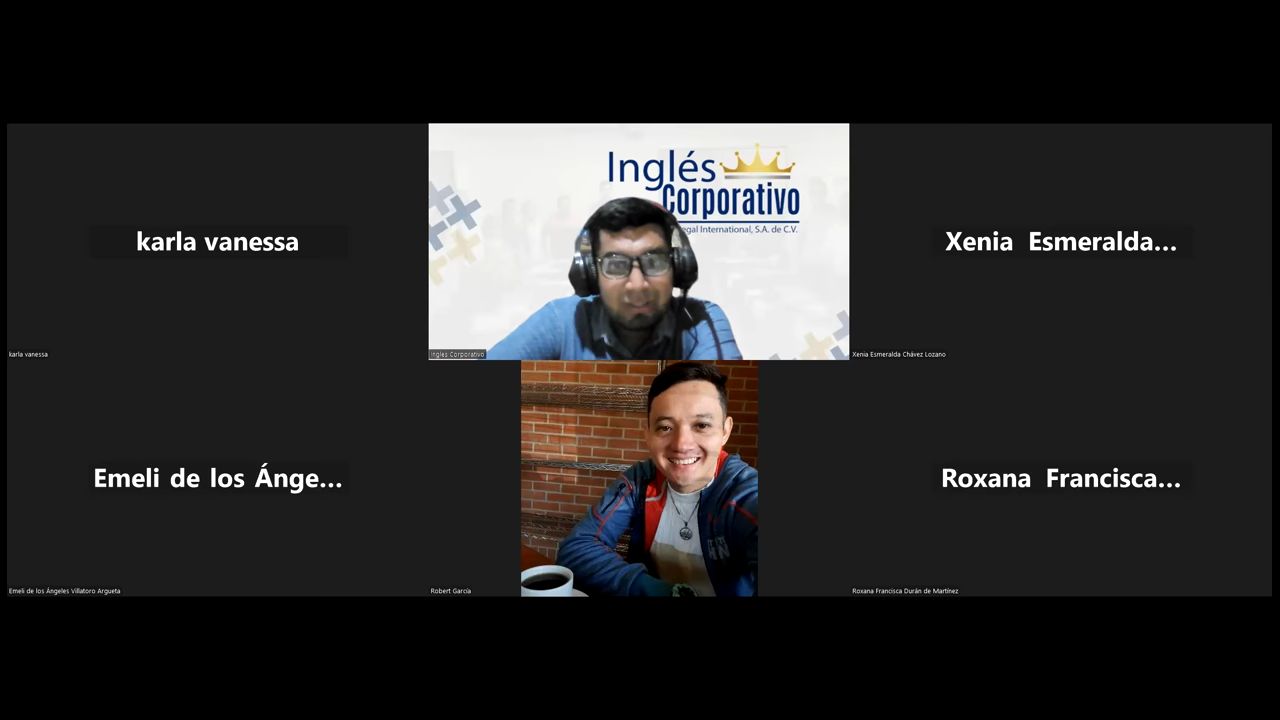 karla vanessa
karla vanessa
Inglés
Corporativo
egal International, S.A. de C.V.
Ingles Corporativo
Xenia Esmeralda...
Xenia Esmeralda Chávez Lozano
Emeli de los Ánge...
Emeli de los Ángeles Villatoro Argueta
Robert García
Roxana Francisca...
Roxana Francisca Durán de Martínez